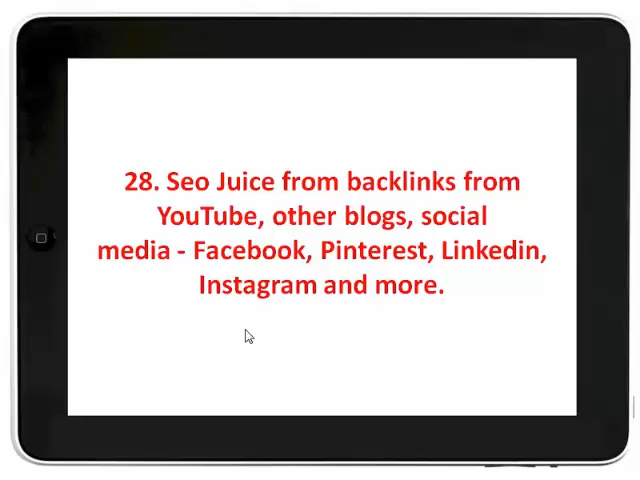 28. Seo Juice from backlinks from
YouTube, other blogs, social
media - Facebook, Pinterest, Linkedin,
Instagram and more.